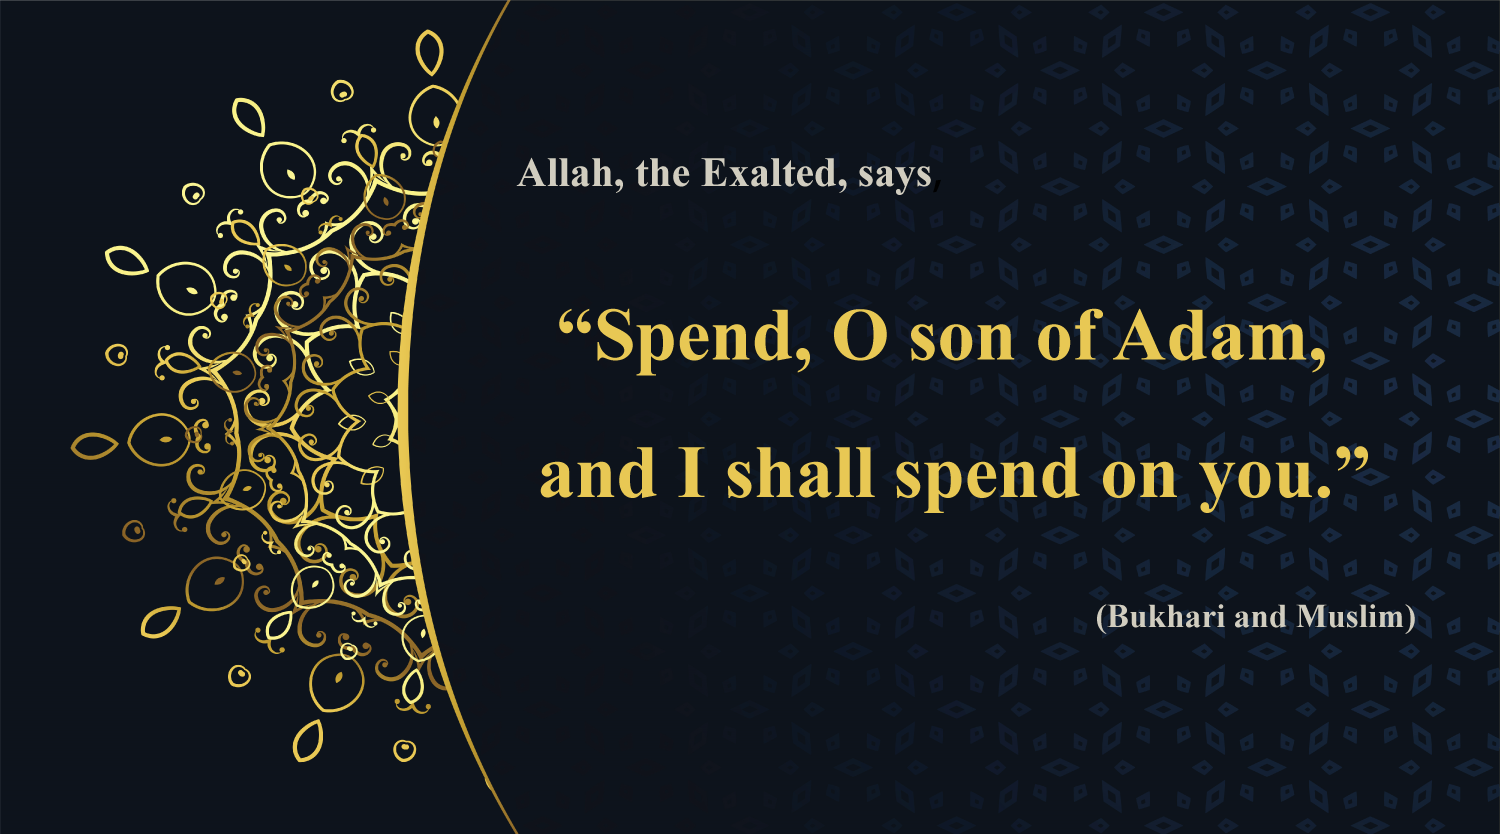 Allah, the Exalted, says,
“Spend, O son of Adam,
and I shall spend on you.”
(Bukhari and Muslim)